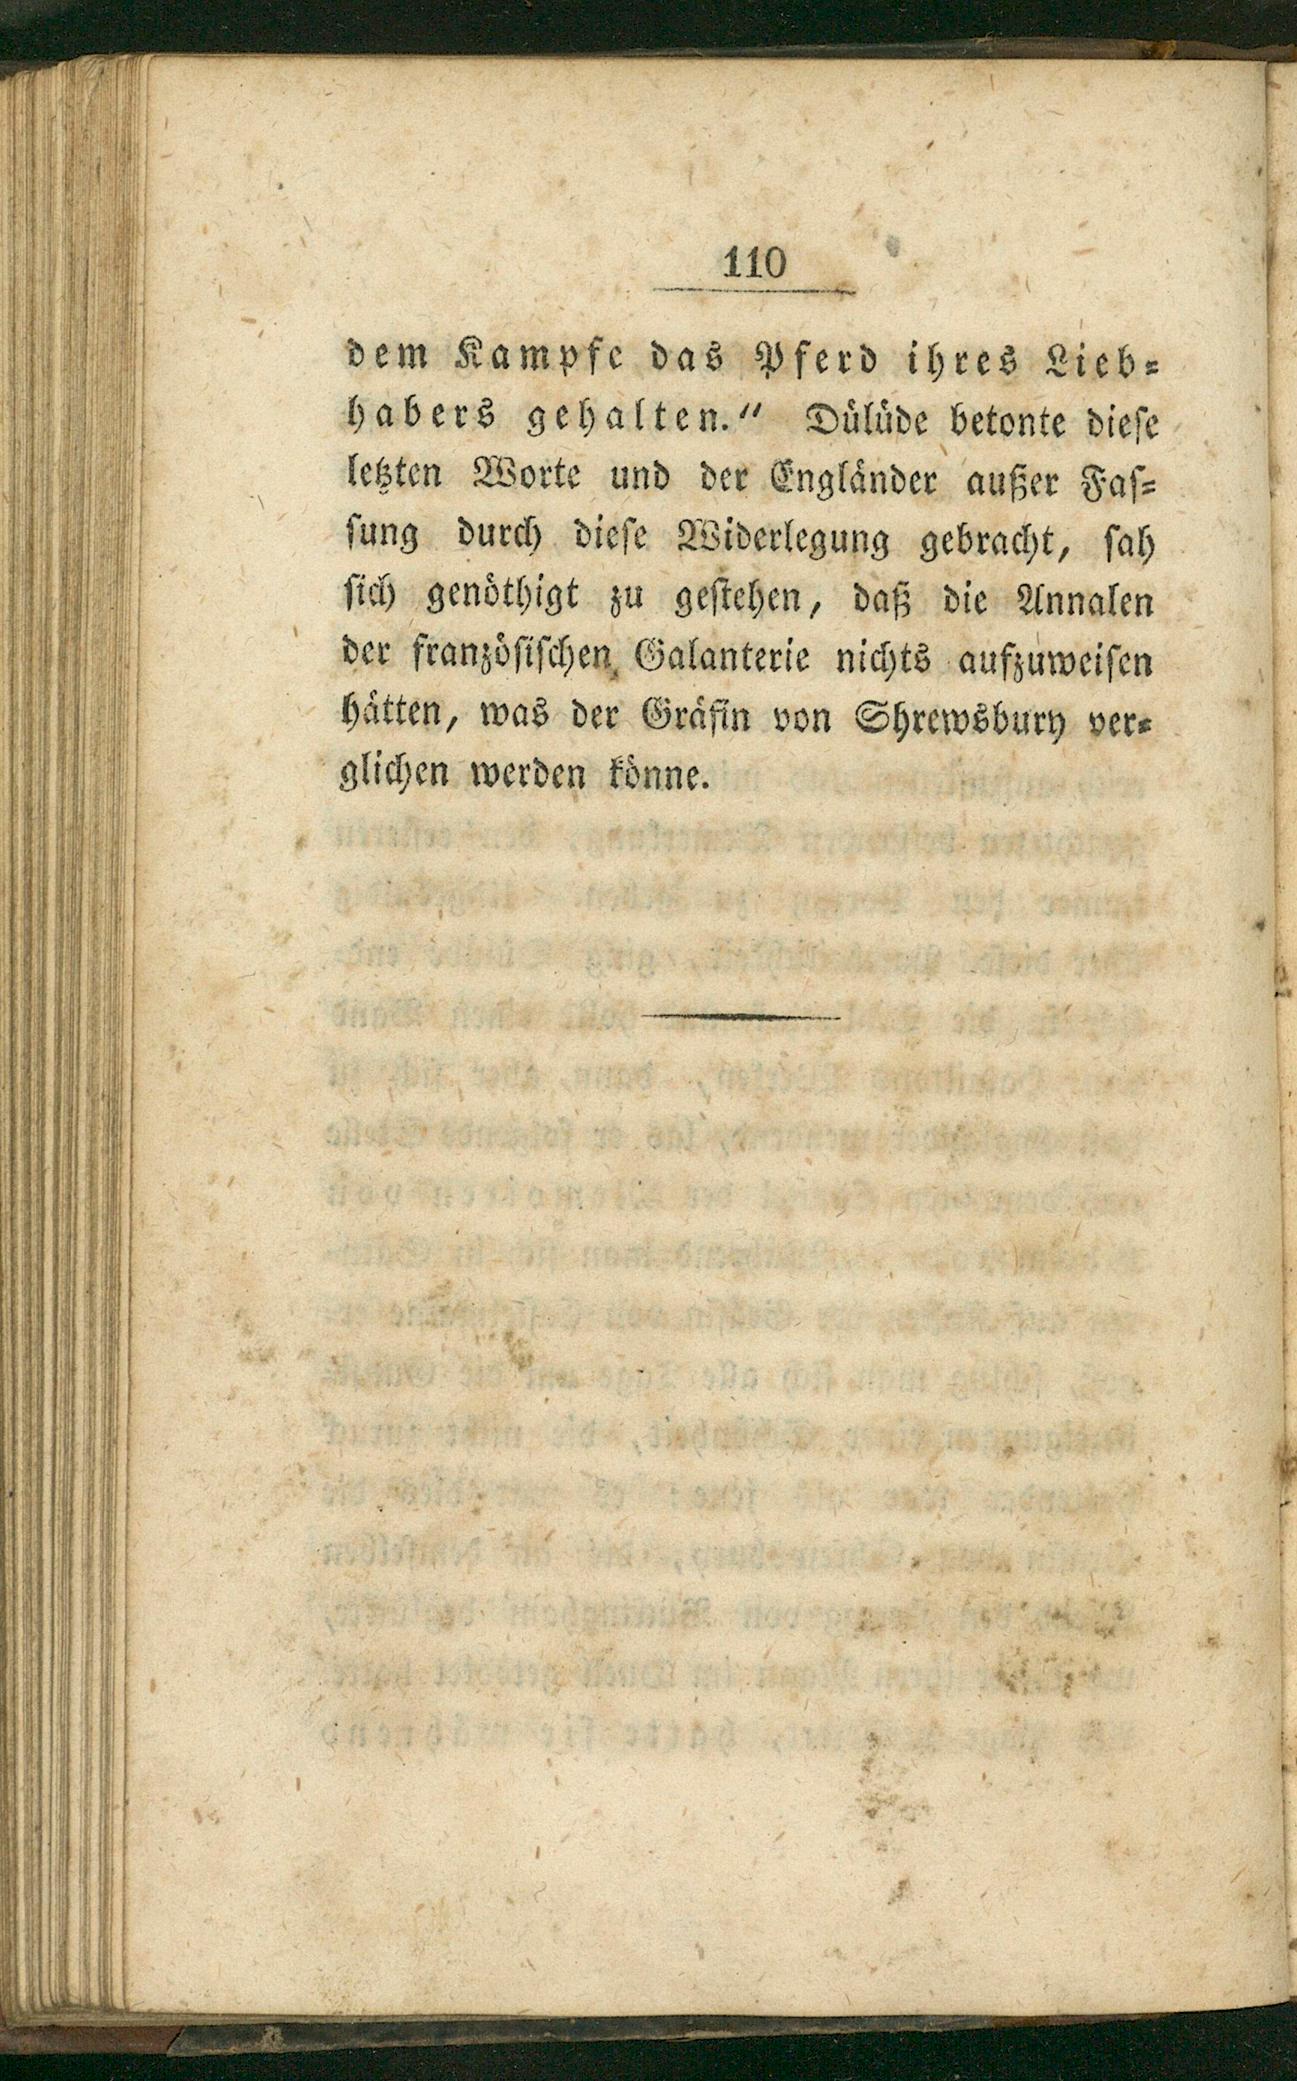 110
dem Kampfe das Pferd ihres Lieb=
habers gehalten.“ Dülüde betonte diese
letzten Worte und der Engländer außer Fas=
sung durch diese Widerlegung gebracht, sah
sich genöthigt zu gestehen, daß die Annalen
der französischen Galanterie nichts aufzuweisen
hätten, was der Gräfin von Shrewsbury ver=
glichen werden könne.